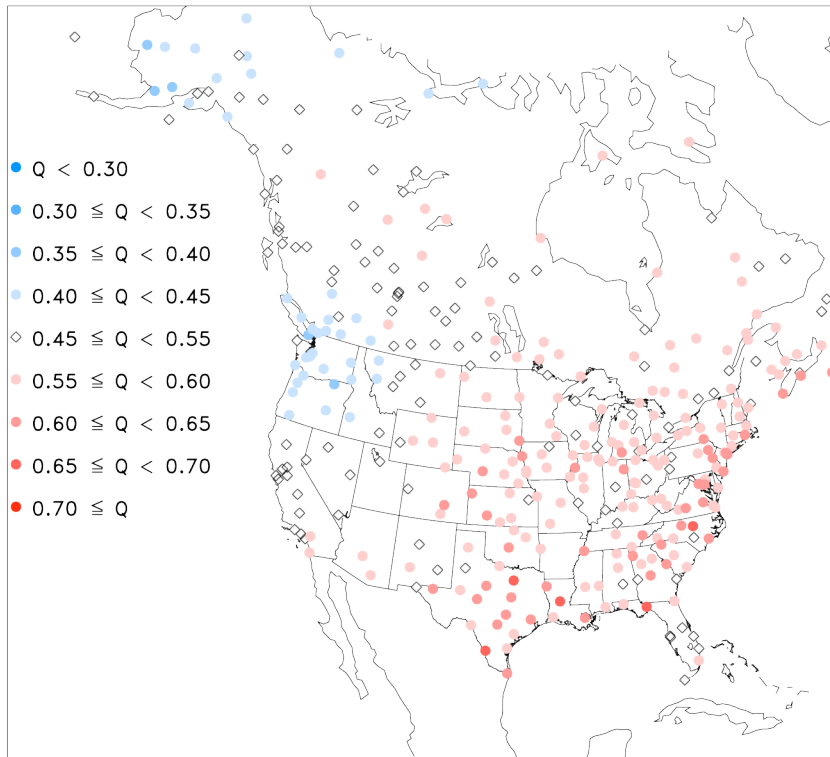 Q < 0.30
0.30 ≦ Q < 0.35
0.35 ≦ Q < 0.40
0.40 ≦ Q < 0.45
0.45 ≦ Q < 0.55
0.55 ≦ Q < 0.60
0.60 ≦ Q < 0.65
0.65 ≦ Q < 0.70
0.70 ≦ Q